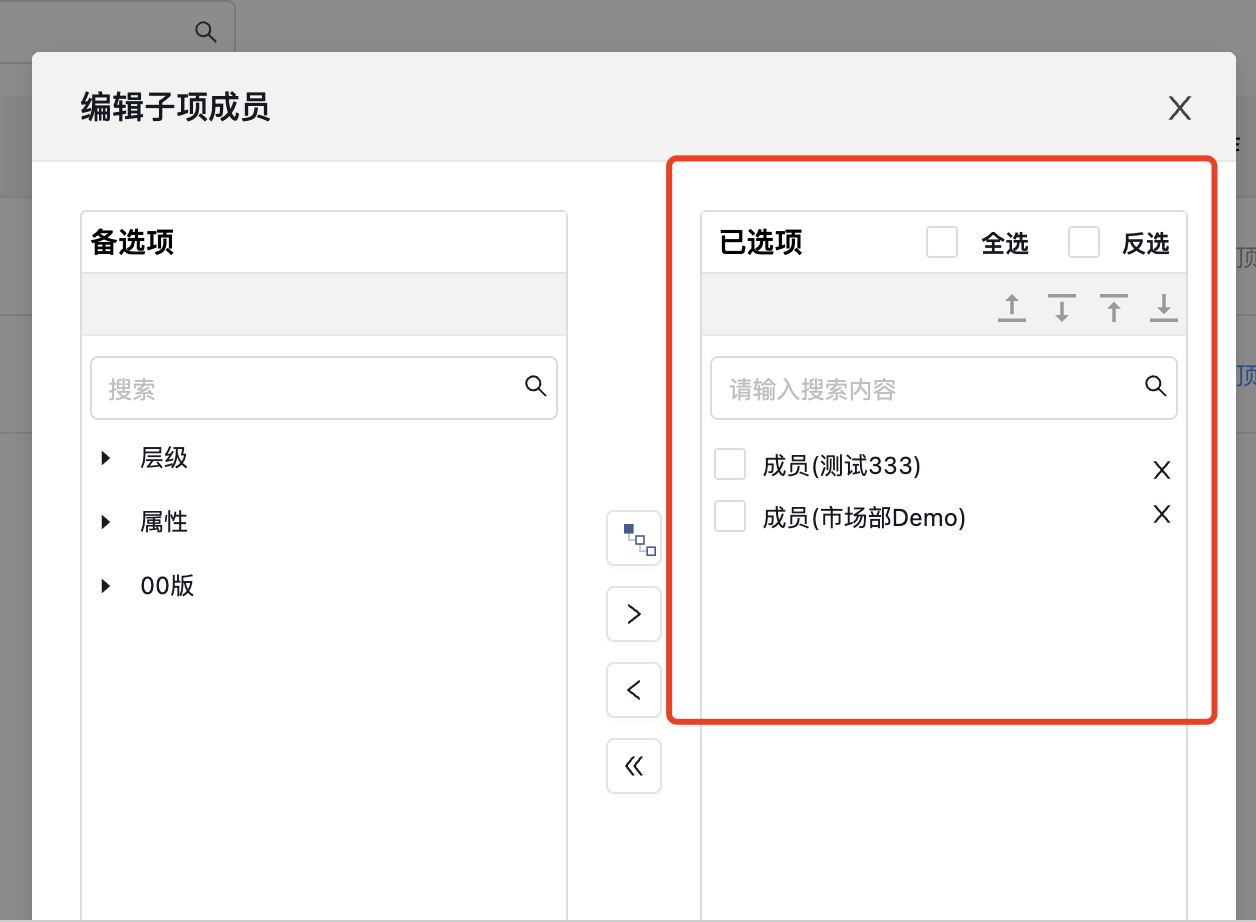 编辑子项成员
备选项
搜索
层级
属性
00版
已选项 全选 反选
请输入搜索内容
成员(测试333)
成员(市场部Demo)
顶
顶